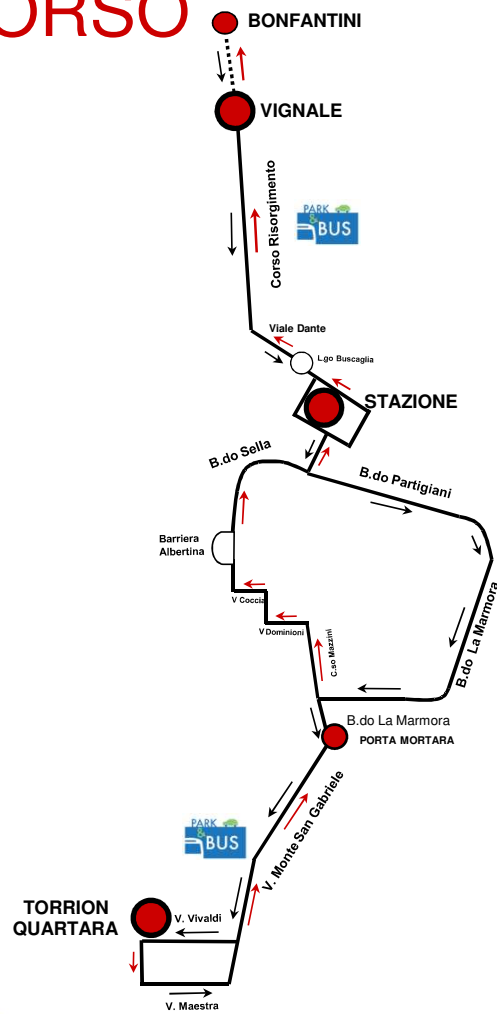 ORSO
BONFANTINI
VIGNALE
Corso Risorgimento
PARK
&
BUS
Viale Dante
L.go Buscaglia
STAZIONE
B.do Sella
B.do Partigiani
Barriera
Albertina
V Coccia
V Dominioni
C.so Mazzini
B.do La Marmora
B.do La Marmora
PORTA MORTARA
V. Monte San Gabriele
PARK
&
BUS
TORRION
QUARTARA
V. Vivaldi
V. Maestra